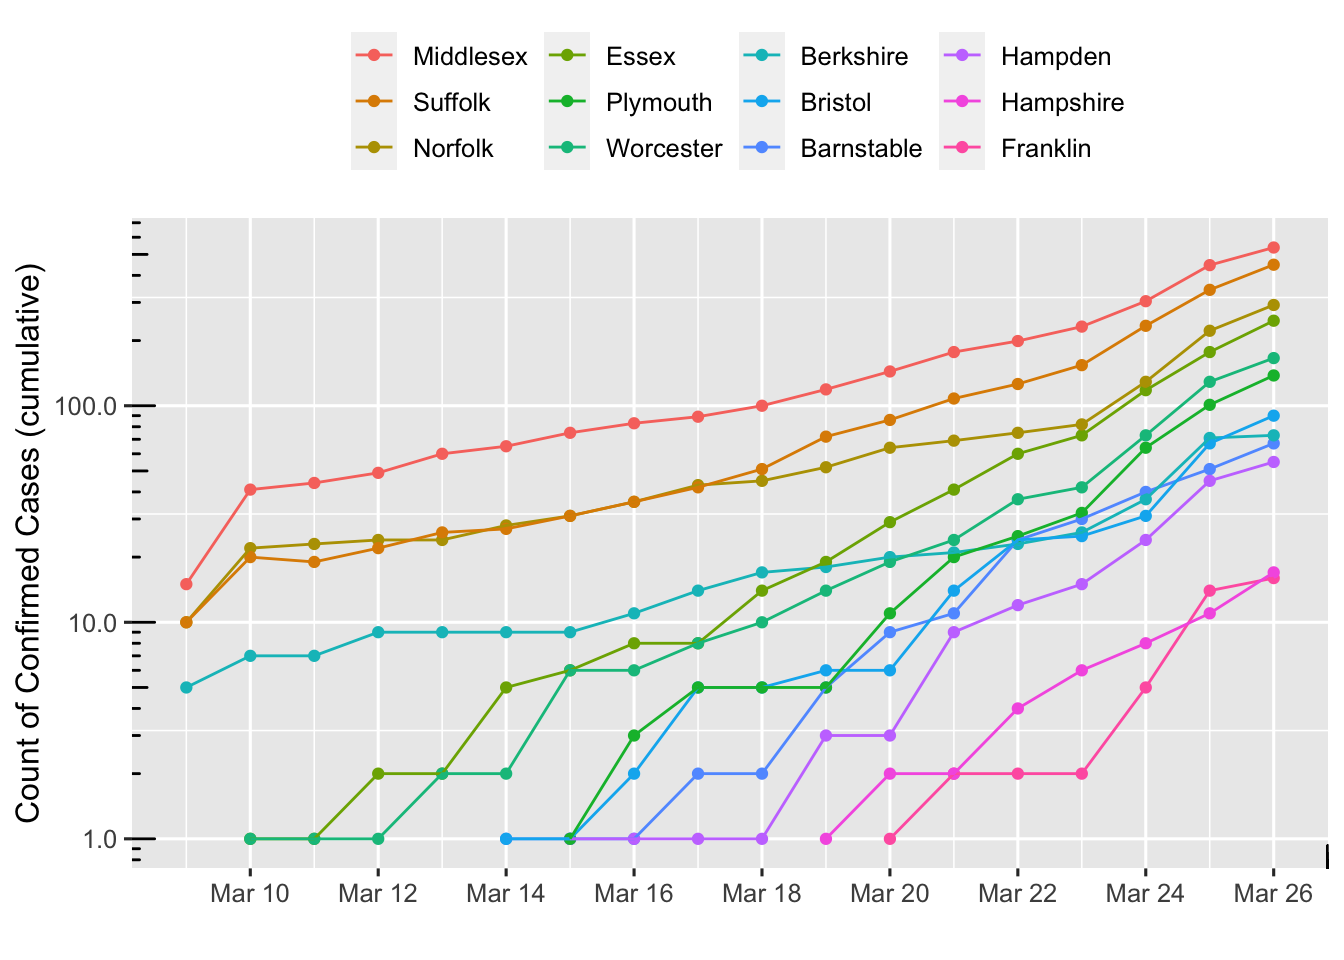 Middlesex Essex Berkshire Hampden
Suffolk Plymouth Bristol Hampshire
Norfolk Worcester Barnstable Franklin
Count of Confirmed Cases (cumulative)
100.0
10.0
1.0
Mar 10 Mar 12 Mar 14 Mar 16 Mar 18 Mar 20 Mar 22 Mar 24 Mar 26